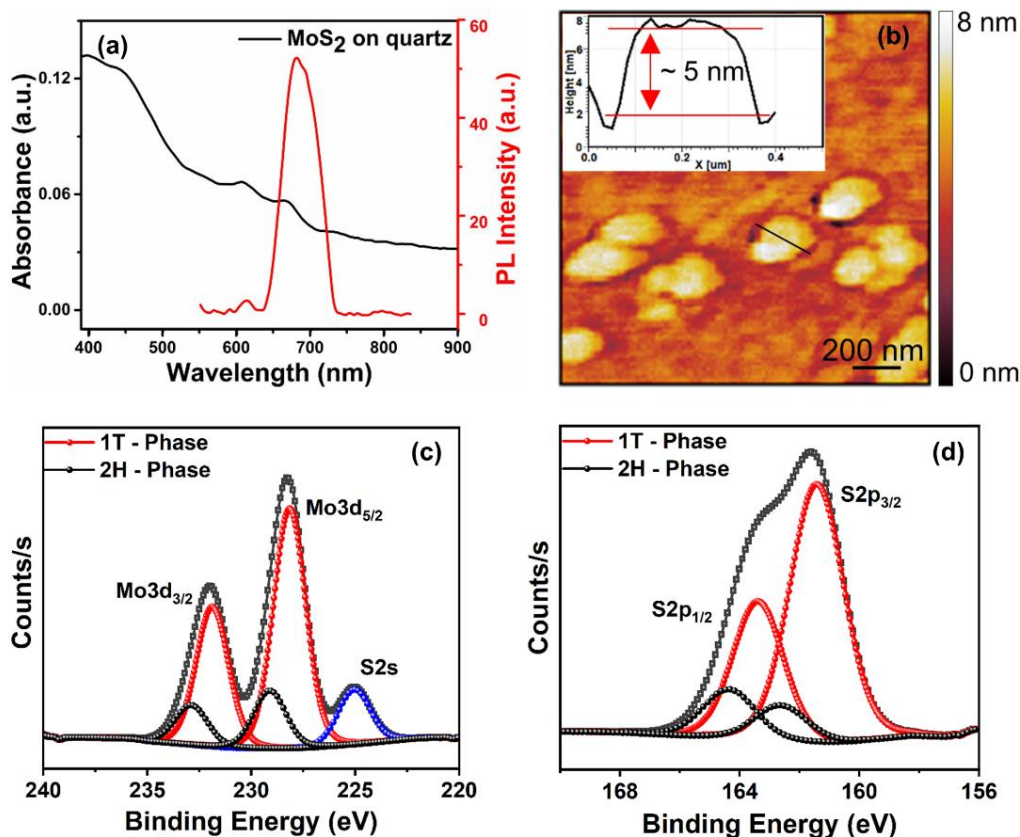 (a)
MoS2 on quartz
Absorbance (a.u.)
0.12
0.06
0.00
PL Intensity (a.u.)
60
40
20
0
400 500 600 700 800 900
Wavelength (nm)
(b)
8 nm
0 nm
Height [nm]
8
6
4
2
0
~ 5 nm
0.0 0.2 0.4
X [um]
200 nm
(c)
1T - Phase
2H - Phase
Mo3d5/2
Mo3d3/2
S2s
Counts/s
240 235 230 225 220
Binding Energy (eV)
(d)
1T - Phase
2H - Phase
S2p3/2
S2p1/2
Counts/s
168 164 160 156
Binding Energy (eV)